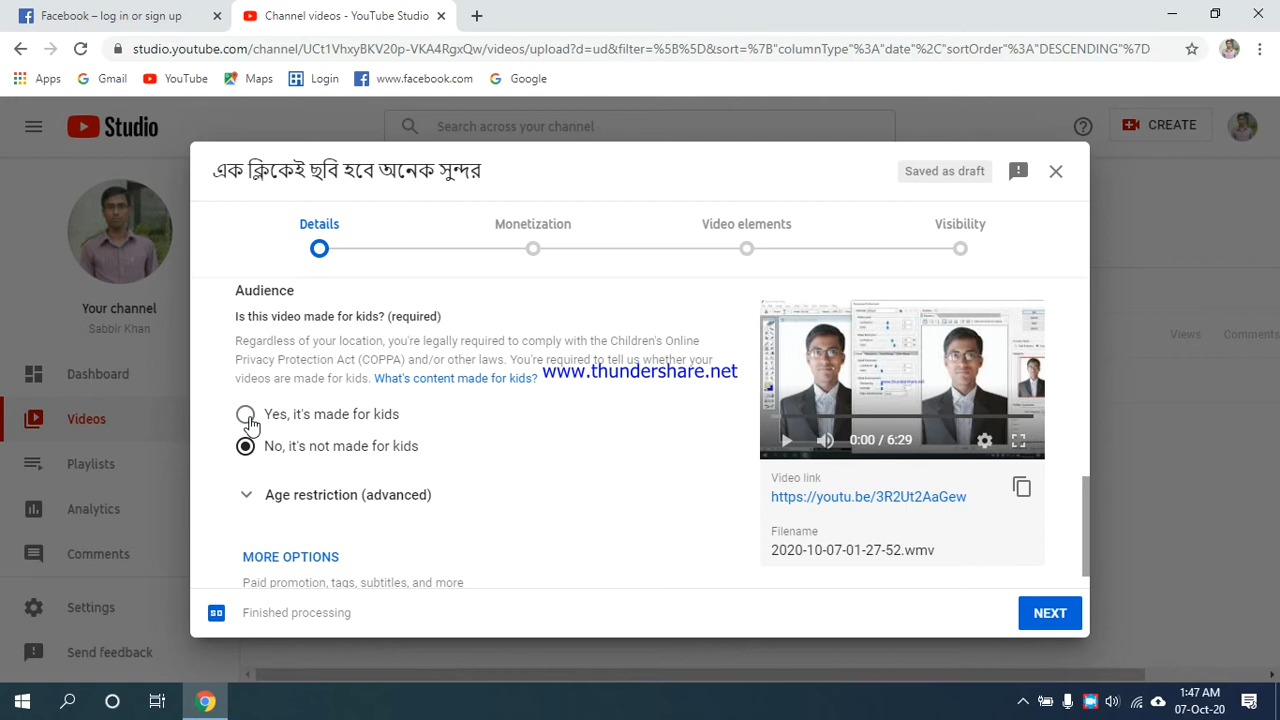 Facebook – log in or sign up
Channel videos - YouTube Studio
studio.youtube.com/channel/UCt1VhxyBKV20p-VKA4RgxQw/videos/upload?d=ud&filter=%5B%5D&sort=%7B"columnType"%3A"date"%2C"sortOrder"%3A"DESCENDING"%7D
Apps
Gmail
YouTube
Maps
Login
www.facebook.com
Google
Studio
Search across your channel
CREATE
এক ক্লিকেই ছবি হবে অনেক সুন্দর
Saved as draft
Details
Monetization
Video elements
Visibility
Your channel
Sabbir Khan
Dashboard
Videos
Playlists
Analytics
Comments
Settings
Send feedback
Views
Comments
Audience
Is this video made for kids? (required)
Regardless of your location, you're legally required to comply with the Children's Online
Privacy Protection Act (COPPA) and/or other laws. You're required to tell us whether your
videos are made for kids. What's content made for kids?
www.thundershare.net
Yes, it's made for kids
No, it's not made for kids
Age restriction (advanced)
MORE OPTIONS
Paid promotion, tags, subtitles, and more
0:00 / 6:29
Video link
https://youtu.be/3R2Ut2AaGew
Filename
2020-10-07-01-27-52.wmv
SD
Finished processing
NEXT
1:47 AM
07-Oct-20